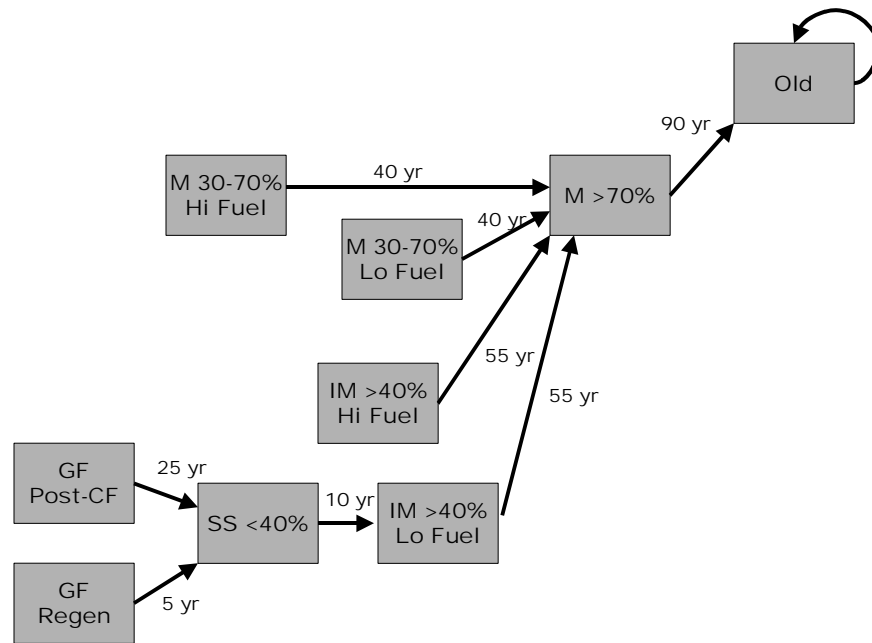 Old
90 yr
M 30-70%
Hi Fuel
40 yr
M >70%
M 30-70%
Lo Fuel
40 yr
IM >40%
Hi Fuel
55 yr
55 yr
GF
Post-CF
25 yr
SS <40%
10 yr
IM >40%
Lo Fuel
GF
Regen
5 yr